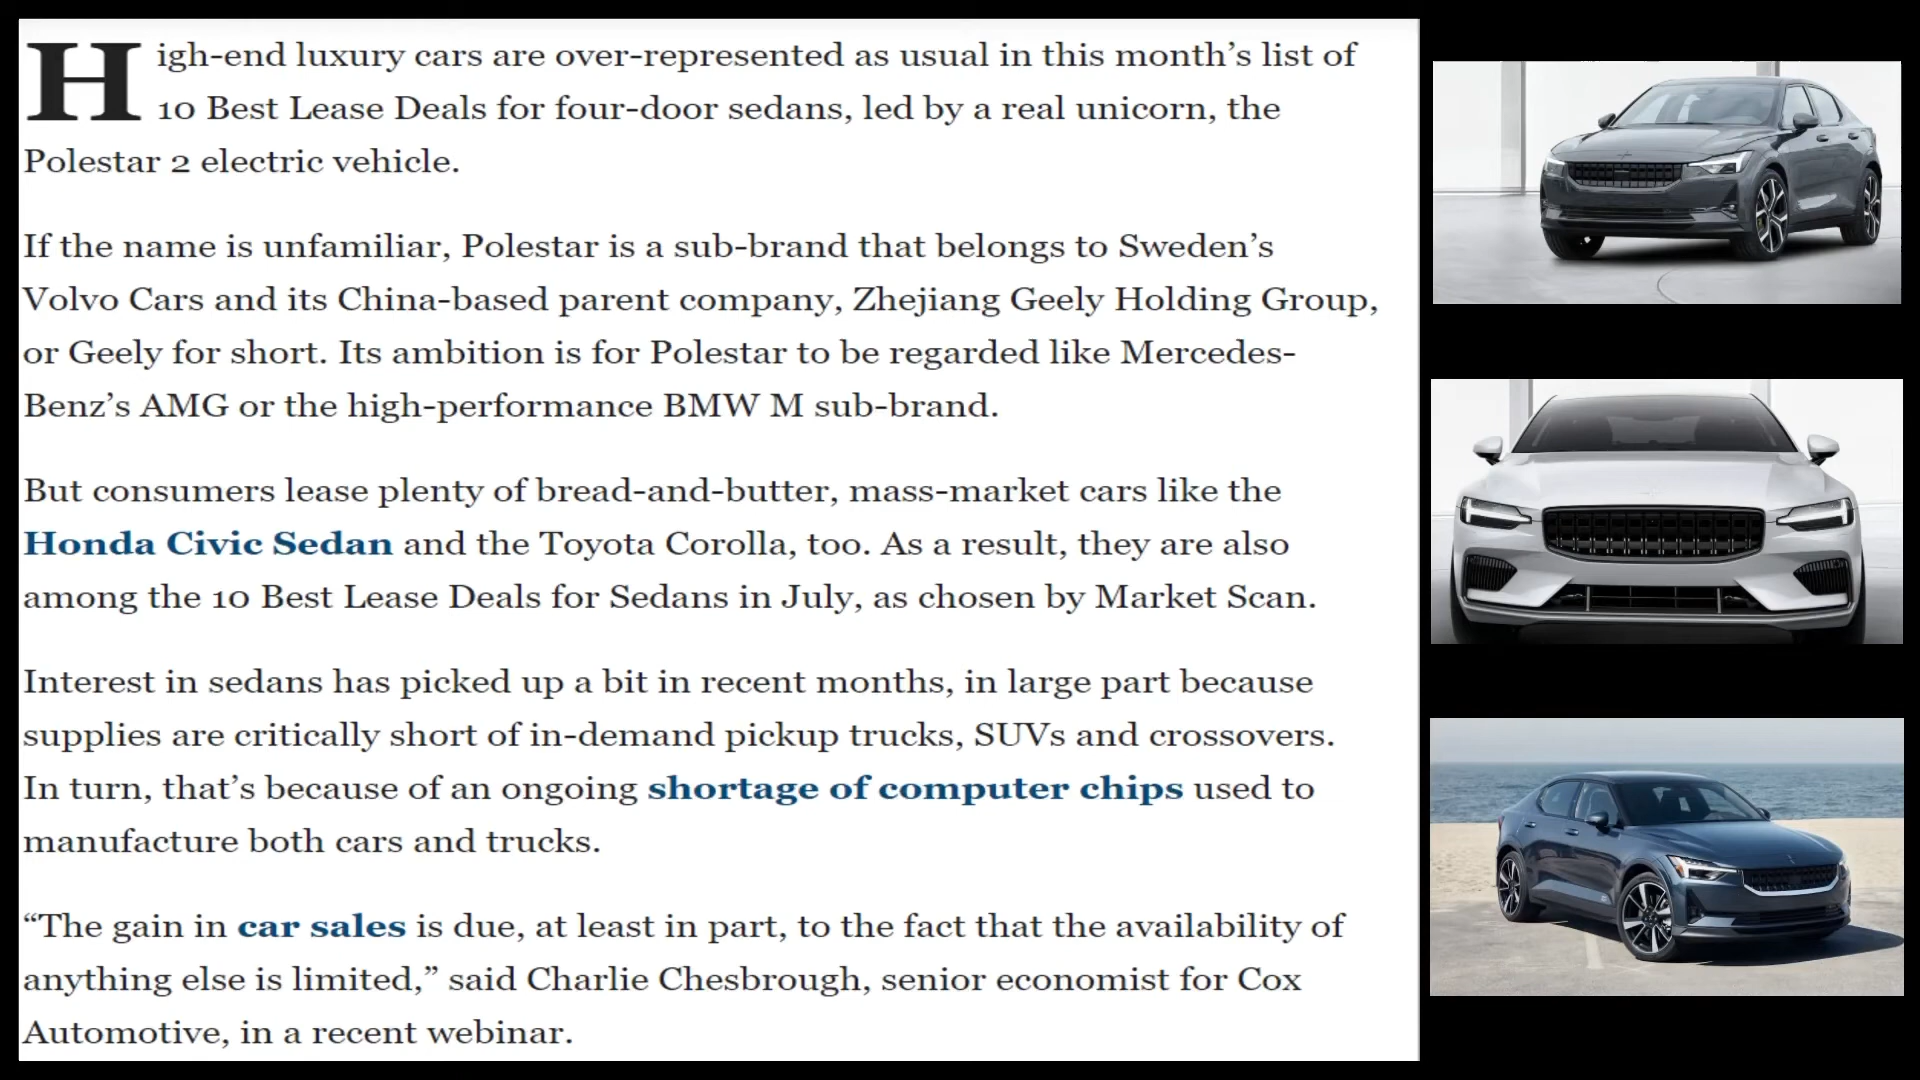 High-end luxury cars are over-represented as usual in this month’s list of
10 Best Lease Deals for four-door sedans, led by a real unicorn, the
Polestar 2 electric vehicle.
If the name is unfamiliar, Polestar is a sub-brand that belongs to Sweden’s
Volvo Cars and its China-based parent company, Zhejiang Geely Holding Group,
or Geely for short. Its ambition is for Polestar to be regarded like Mercedes-
Benz’s AMG or the high-performance BMW M sub-brand.
But consumers lease plenty of bread-and-butter, mass-market cars like the
Honda Civic Sedan and the Toyota Corolla, too. As a result, they are also
among the 10 Best Lease Deals for Sedans in July, as chosen by Market Scan.
Interest in sedans has picked up a bit in recent months, in large part because
supplies are critically short of in-demand pickup trucks, SUVs and crossovers.
In turn, that’s because of an ongoing shortage of computer chips used to
manufacture both cars and trucks.
“The gain in car sales is due, at least in part, to the fact that the availability of
anything else is limited,” said Charlie Chesbrough, senior economist for Cox
Automotive, in a recent webinar.